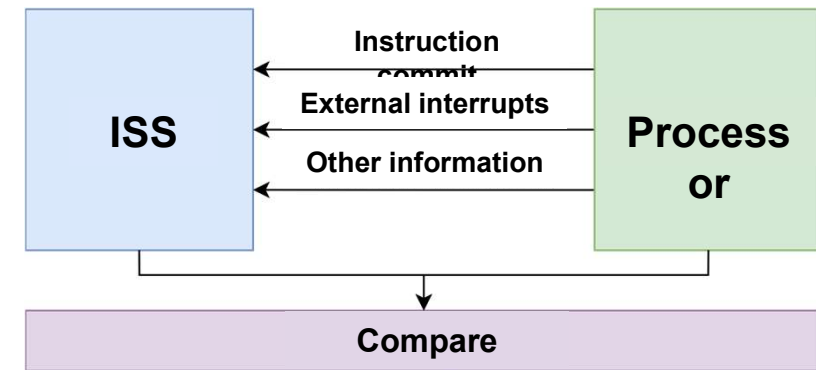 Instruction
commit
External interrupts
ISS
Process
or
Other information
Compare